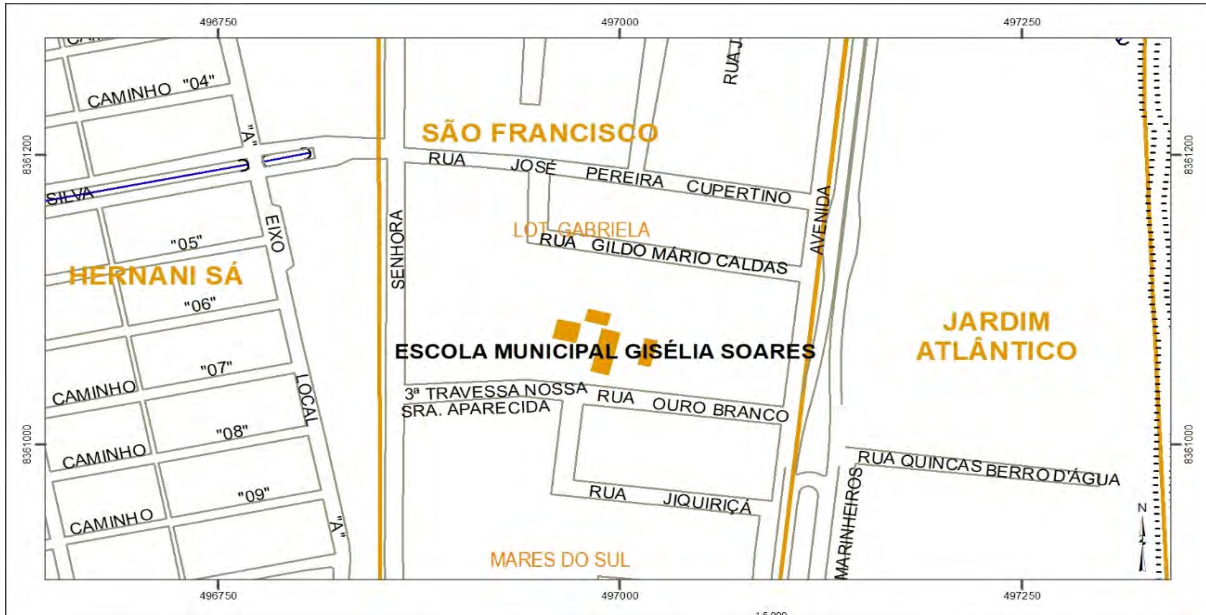 496750
497000
497250
CAMINHO "04"
"A"
SÃO FRANCISCO
8361200
8361200
RUA JOSÉ PEREIRA CUPERTINO
SILVA
"05"
EIXO
SENHORA
LOT. GABRIELA
AVENIDA
RUA GILDO MÁRIO CALDAS
HERNANI SÁ
"06"
JARDIM
ATLÂNTICO
ESCOLA MUNICIPAL GISÉLIA SOARES
"07"
CAMINHO
LOCAL
3ª TRAVESSA NOSSA
SRA. APARECIDA
RUA OURO BRANCO
"08"
CAMINHO
8361000
8361000
RUA QUINCAS BERRO D'ÁGUA
"09"
CAMINHO
RUA JIQUIRIÇÁ
"A"
MARINHEIROS
N
MARES DO SUL
496750
497000
497250